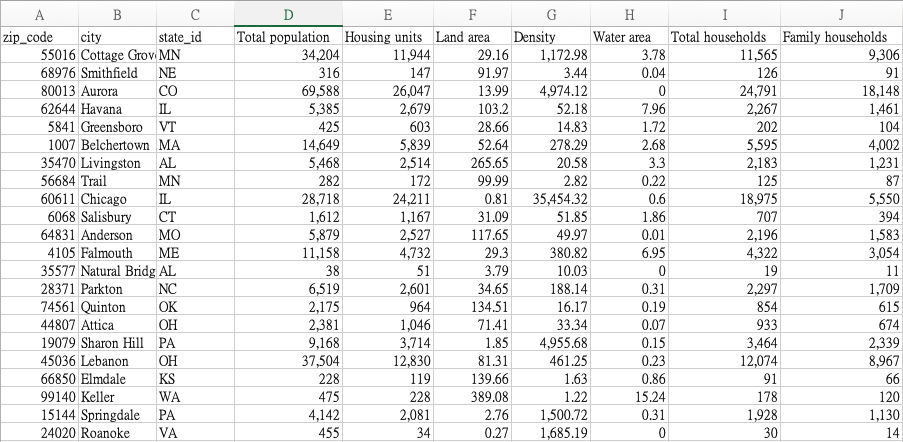 A B C D E F G H I J
zip_code city state_id Total population Housing units Land area Density Water area Total households Family households
55016 Cottage Grov MN 34,204 11,944 29.16 1,172.98 3.78 11,565 9,306
68976 Smithfield NE 316 147 91.97 3.44 0.04 126 91
80013 Aurora CO 69,588 26,047 13.99 4,974.12 0 24,791 18,148
62644 Havana IL 5,385 2,679 103.2 52.18 7.96 2,267 1,461
5841 Greensboro VT 425 603 28.66 14.83 1.72 202 104
1007 Belchertown MA 14,649 5,839 52.64 278.29 2.68 5,595 4,002
35470 Livingston AL 5,468 2,514 265.65 20.58 3.3 2,183 1,231
56684 Trail MN 282 172 99.99 2.82 0.22 125 87
60611 Chicago IL 28,718 24,211 0.81 35,454.32 0.6 18,975 5,550
6068 Salisbury CT 1,612 1,167 31.09 51.85 1.86 707 394
64831 Anderson MO 5,879 2,527 117.65 49.97 0.01 2,196 1,583
4105 Falmouth ME 11,158 4,732 29.3 380.82 6.95 4,322 3,054
35577 Natural Bridg AL 38 51 3.79 10.03 0 19 11
28371 Parkton NC 6,519 2,601 34.65 188.14 0.31 2,297 1,709
74561 Quinton OK 2,175 964 134.51 16.17 0.19 854 615
44807 Attica OH 2,381 1,046 71.41 33.34 0.07 933 674
19079 Sharon Hill PA 9,168 3,714 1.85 4,955.68 0.15 3,464 2,339
45036 Lebanon OH 37,504 12,830 81.31 461.25 0.23 12,074 8,967
66850 Elmdale KS 228 119 139.66 1.63 0.86 91 66
99140 Keller WA 475 228 389.08 1.22 15.24 178 120
15144 Springdale PA 4,142 2,081 2.76 1,500.72 0.31 1,928 1,130
24020 Roanoke VA 455 34 0.27 1,685.19 0 30 14